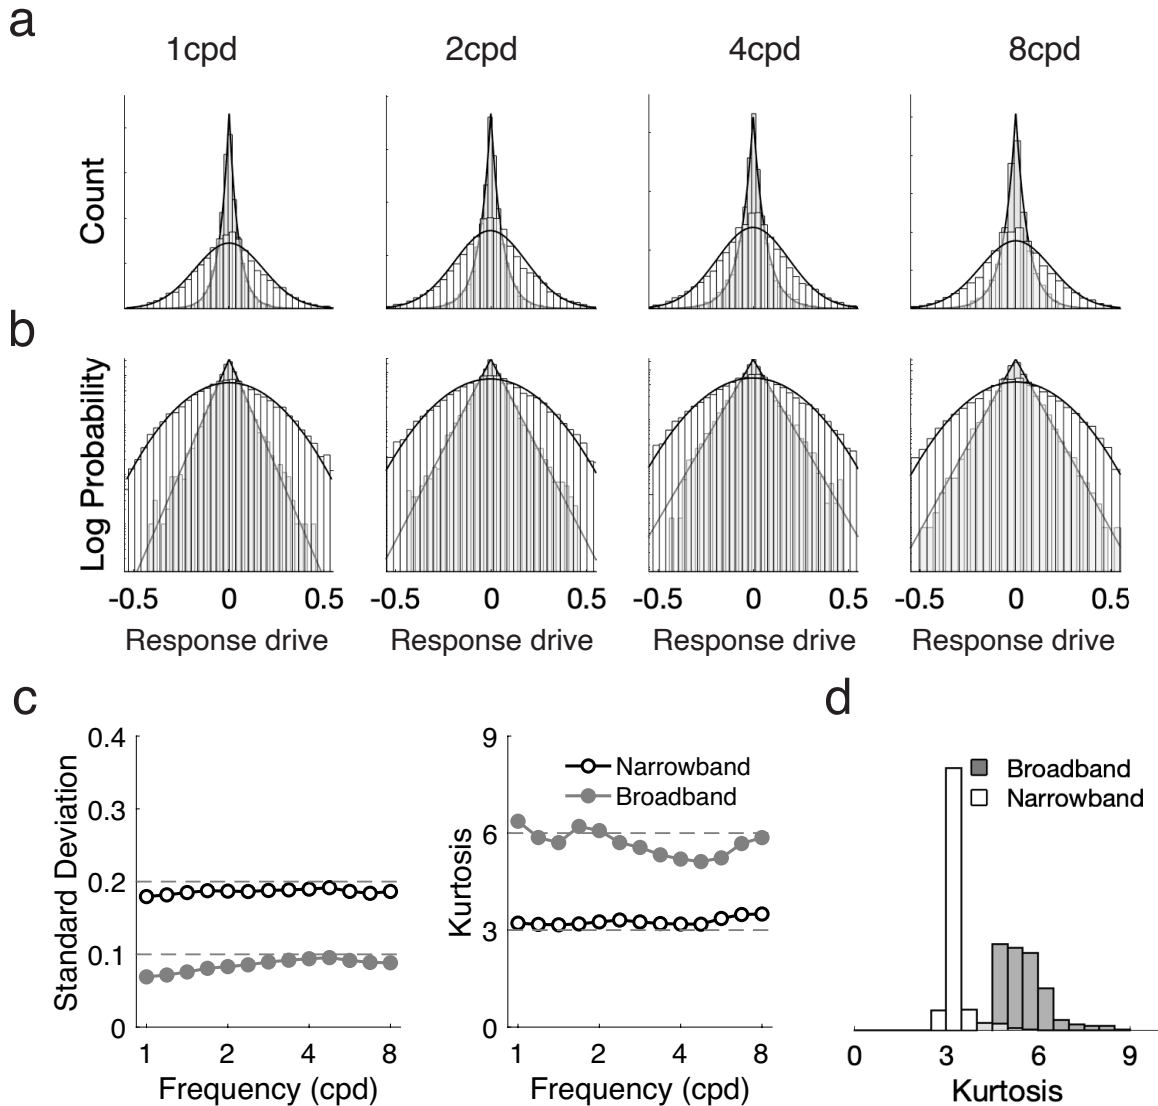 a
1cpd 2cpd 4cpd 8cpd
Count
b
Log Probability
-0.5 0 0.5 -0.5 0 0.5 -0.5 0 0.5 -0.5 0 0.5
Response drive Response drive Response drive Response drive
c
Standard Deviation
0.4
0.3
0.2
0.1
0
1 2 4 8
Frequency (cpd)
Kurtosis
9
6
3
0
Narrowband
Broadband
1 2 4 8
Frequency (cpd)
d
Broadband
Narrowband
0 3 6 9
Kurtosis